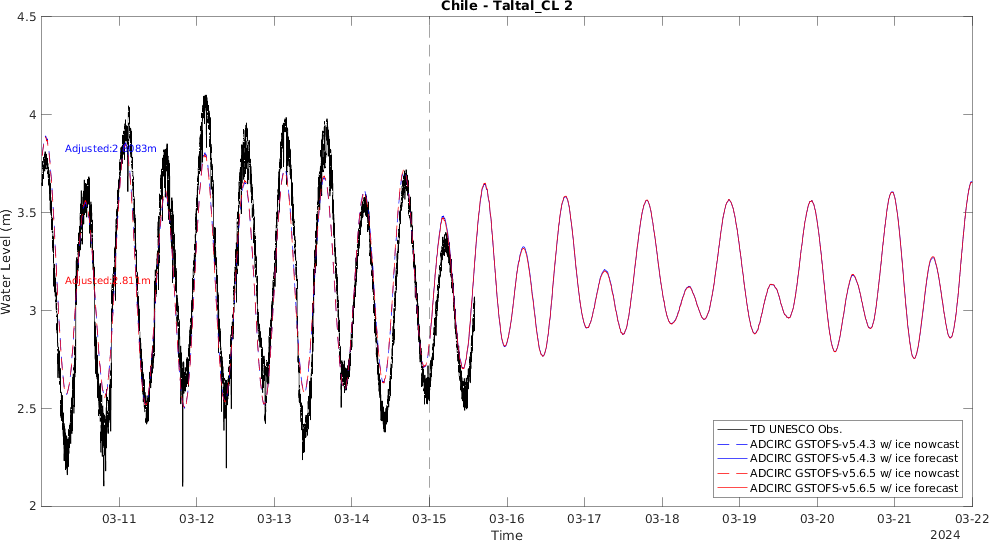 Chile - Taltal_CL 2
4.5
4
3.5
3
2.5
2
Water Level (m)
Adjusted:2.8083m
Adjusted:2.811m
03-11
03-12
03-13
03-14
03-15
03-16
03-17
03-18
03-19
03-20
03-21
03-22
Time
2024
TD UNESCO Obs.
ADCIRC GSTOFS-v5.4.3 w/ ice nowcast
ADCIRC GSTOFS-v5.4.3 w/ ice forecast
ADCIRC GSTOFS-v5.6.5 w/ ice nowcast
ADCIRC GSTOFS-v5.6.5 w/ ice forecast